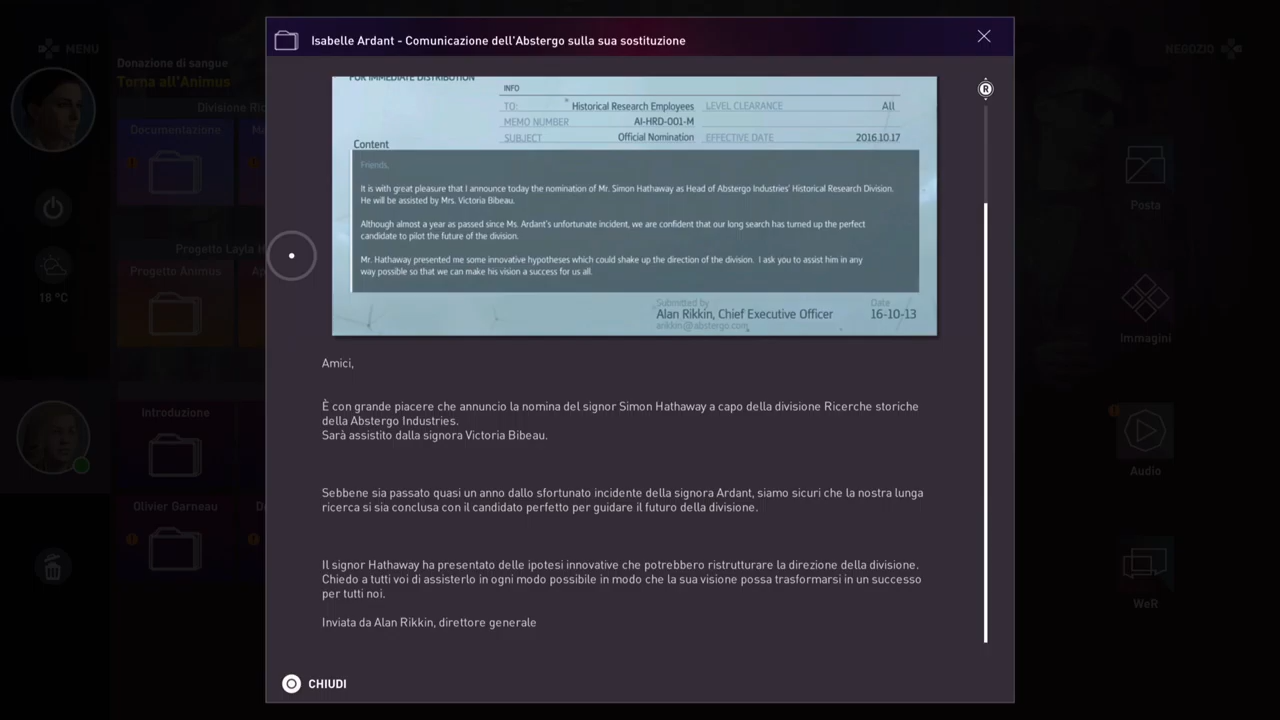 Isabelle Ardant - Comunicazione dell'Abstergo sulla sua sostituzione
MENU
NEGOZIO
Donazione di sangue
Torna all'Animus
Divisione Ric
Documentazione
Ma
Progetto Layla H
Progetto Animus
Ap
18 °C
Introduzione
Olivier Garneau
D
Posta
Immagini
Audio
WeR
R
FOR IMMEDIATE DISTRIBUTION
INFO
TO: Historical Research Employees LEVEL CLEARANCE All
MEMO NUMBER AI-HRD-001-M
SUBJECT Official Nomination EFFECTIVE DATE 2016.10.17
Content
Friends,
It is with great pleasure that I announce today the nomination of Mr. Simon Hathaway as Head of Abstergo Industries' Historical Research Division.
He will be assisted by Mrs. Victoria Bibeau.
Although almost a year as passed since Ms. Ardant's unfortunate incident, we are confident that our long search has turned up the perfect
candidate to pilot the future of the division.
Mr. Hathaway presented me some innovative hypotheses which could shake up the direction of the division. I ask you to assist him in any
way possible so that we can make his vision a success for us all.
Submitted by Date
Alan Rikkin, Chief Executive Officer 16-10-13
arikkin@abstergo.com
Amici,
È con grande piacere che annuncio la nomina del signor Simon Hathaway a capo della divisione Ricerche storiche
della Abstergo Industries.
Sarà assistito dalla signora Victoria Bibeau.
Sebbene sia passato quasi un anno dallo sfortunato incidente della signora Ardant, siamo sicuri che la nostra lunga
ricerca si sia conclusa con il candidato perfetto per guidare il futuro della divisione.
Il signor Hathaway ha presentato delle ipotesi innovative che potrebbero ristrutturare la direzione della divisione.
Chiedo a tutti voi di assisterlo in ogni modo possibile in modo che la sua visione possa trasformarsi in un successo
per tutti noi.
Inviata da Alan Rikkin, direttore generale
CHIUDI